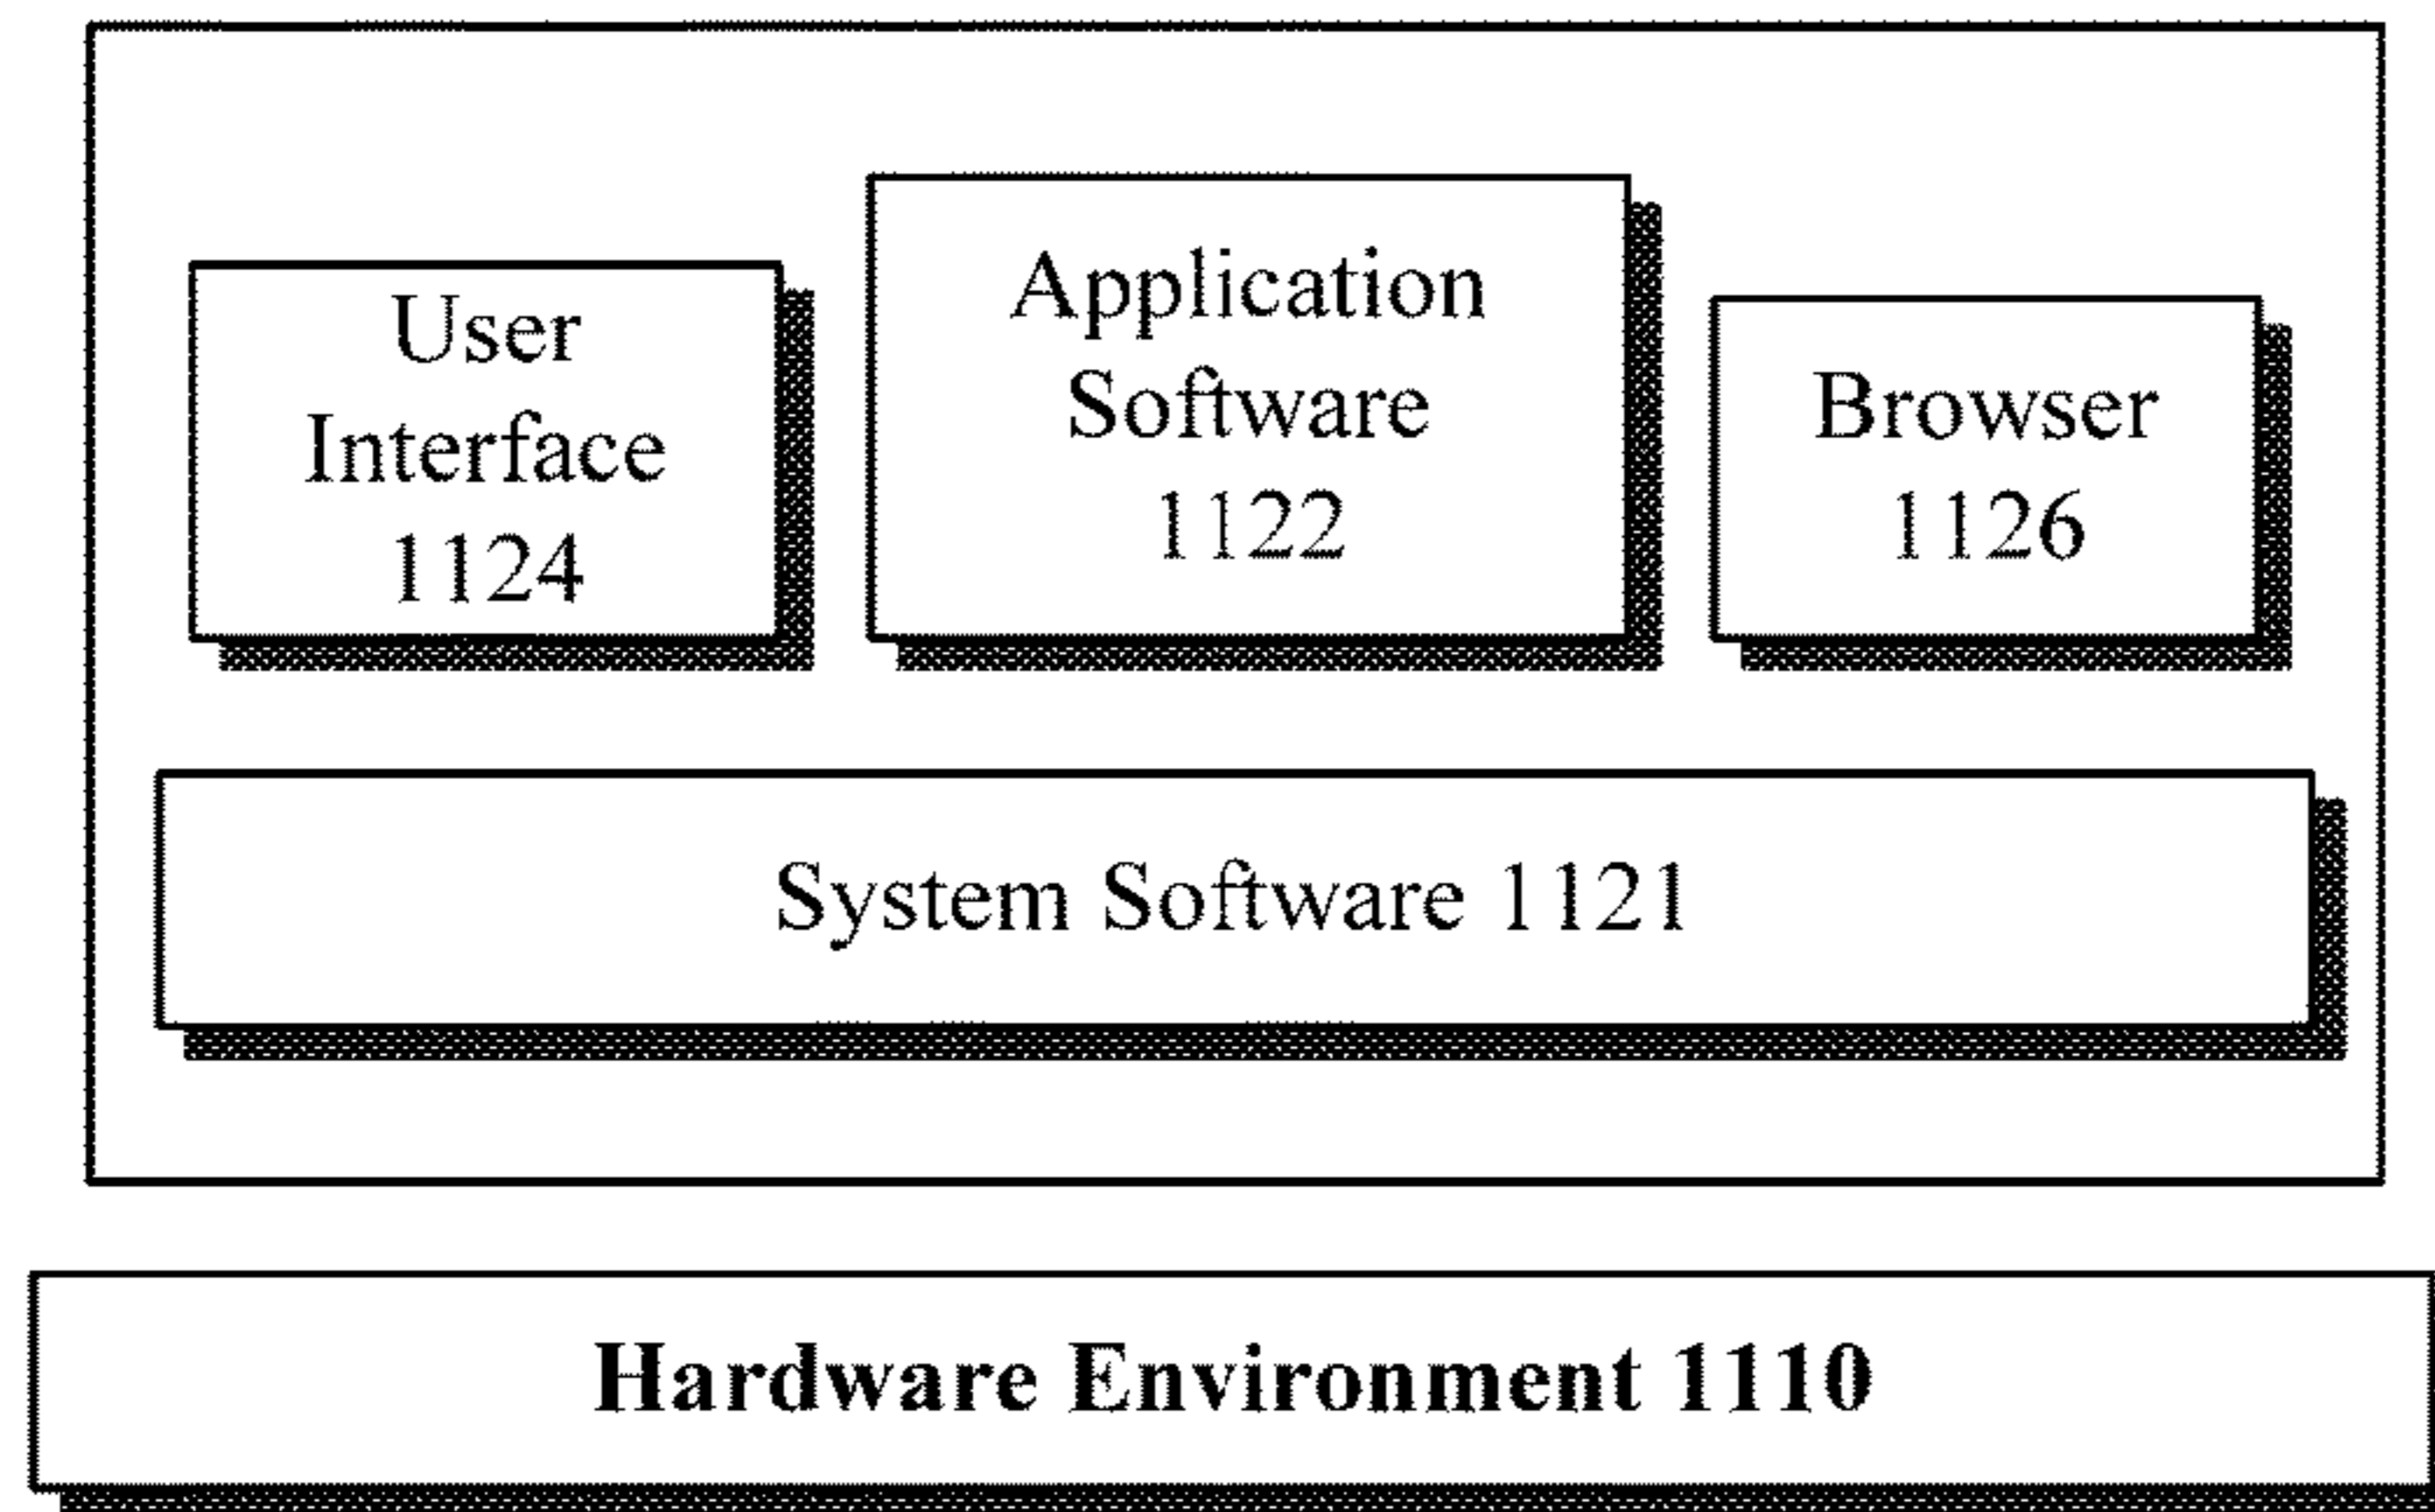 User
Interface
1124
Application
Software
1122
Browser
1126
System Software 1121
Hardware Environment 1110